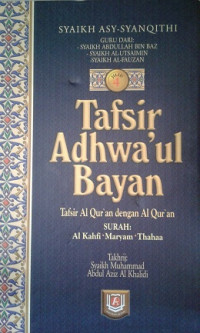 SYAIKH ASY-SYANQITHI
GURU DARI:
-SYAIKH ABDULLAH BIN BAZ
- SYAIKH AL-UTSAIMIN
-SYAIKH AL-FAUZAN
Tafsir
Adhwa'ul
Bayan
Tafsir Al Qur'an dengan Al Qur'an
SURAH:
Al Kahfi 'Maryam 'Thahaa
Takhrij:
Syaikh Muhammad
Abdul Aziz Al Khalidi